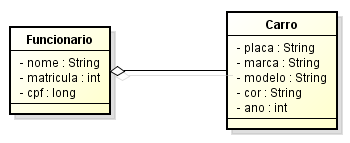 Funcionario
- nome : String
- matricula : int
- cpf : long
Carro
- placa : String
- marca : String
- modelo : String
- cor : String
- ano : int